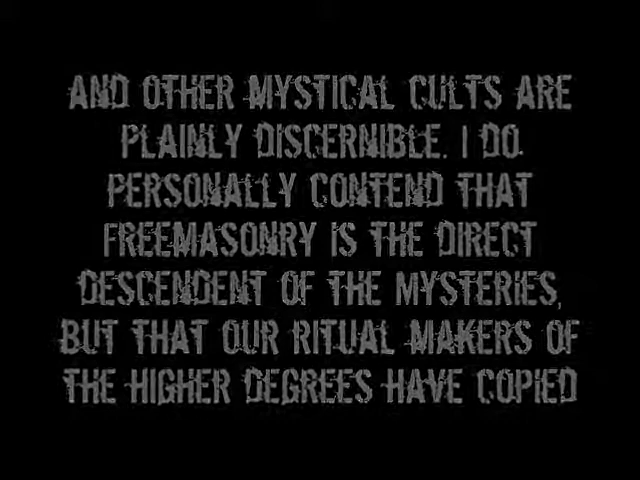 AND OTHER MYSTICAL CULTS ARE
PLAINLY DISCERNIBLE. I DO.
PERSONALLY CONTEND THAT
FREEMASONRY IS THE DIRECT
DESCENDENT OF THE MYSTERIES,
BUT THAT OUR RITUAL MAKERS OF
THE HIGHER DEGREES HAVE COPIED